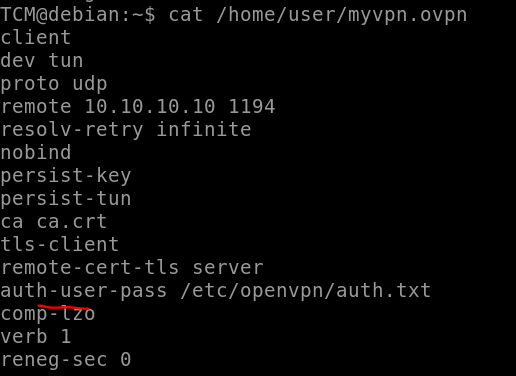 TCM@debian:~$ cat /home/user/myvpn.ovpn
client
dev tun
proto udp
remote 10.10.10.10 1194
resolv-retry infinite
nobind
persist-key
persist-tun
ca ca.crt
tls-client
remote-cert-tls server
auth-user-pass /etc/openvpn/auth.txt
comp-lzo
verb 1
reneg-sec 0